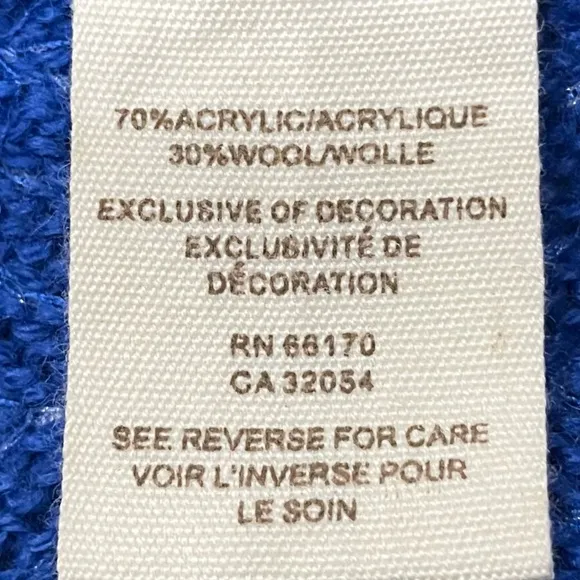 70%ACRYLIC/ACRYLIQUE
30%WOOL/WOLLE
EXCLUSIVE OF DECORATION
EXCLUSIVITÉ DE
DÉCORATION
RN 66170
CA 32054
SEE REVERSE FOR CARE
VOIR L'INVERSE POUR
LE SOIN